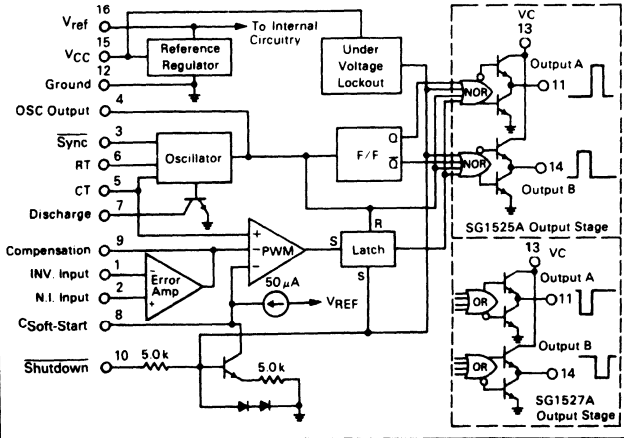 16
Vref
To Internal
Circuitry
15
VCC
Reference
Regulator
12
Ground
4
OSC Output
Under
Voltage
Lockout
3
Sync
6
RT
5
CT
7
Discharge
Oscillator
F/F
Q
Q
9
Compensation
1
INV. Input
2
N.I. Input
8
CSoft-Start
−
Error
Amp
+
+
−
−
PWM
S
R
Latch
S
50 μA
VREF
10
Shutdown
5.0 k
5.0 k
VC
13
Output A
NOR
11
NOR
14
Output B
SG1525A Output Stage
13
VC
Output A
OR
11
Output B
OR
14
SG1527A
Output Stage